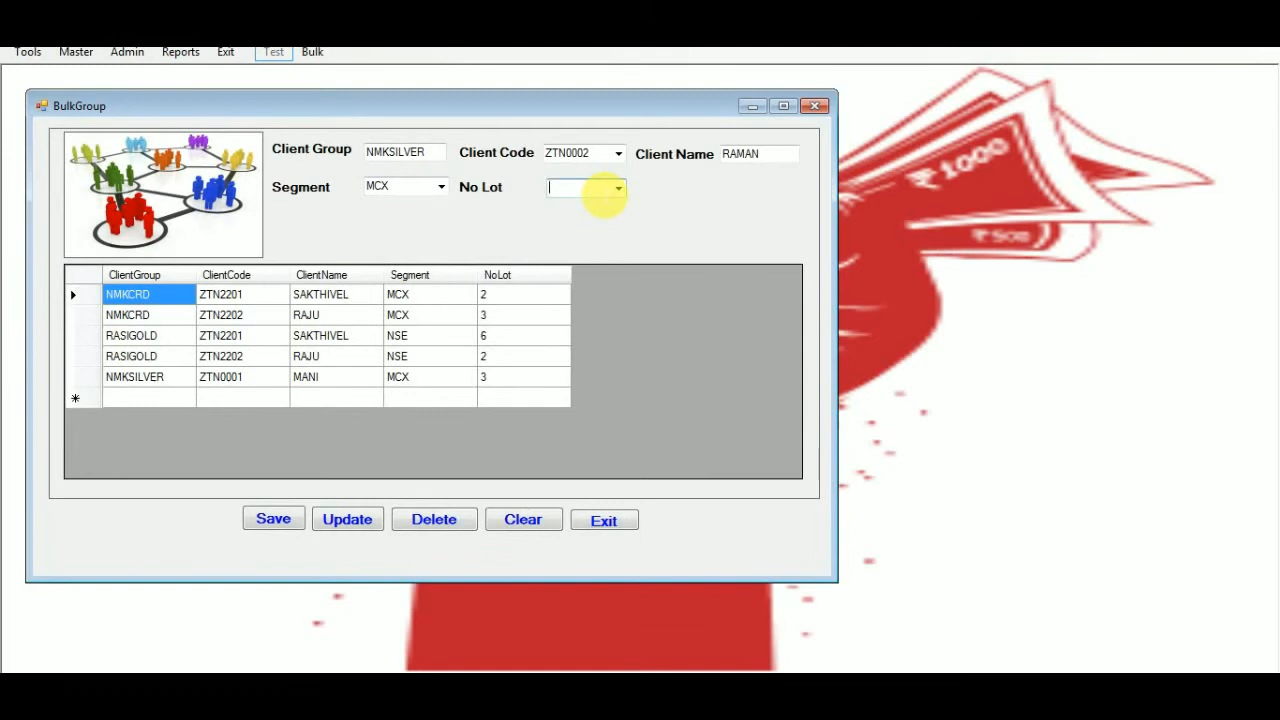 Tools Master Admin Reports Exit Test Bulk
BulkGroup
Client Group NMKSILVER Client Code ZTN0002 Client Name RAMAN
Segment MCX No Lot
ClientGroup ClientCode ClientName Segment NoLot
NMKCRD ZTN2201 SAKTHIVEL MCX 2
NMKCRD ZTN2202 RAJU MCX 3
RASIGOLD ZTN2201 SAKTHIVEL NSE 6
RASIGOLD ZTN2202 RAJU NSE 2
NMKSILVER ZTN0001 MANI MCX 3
Save Update Delete Clear Exit
₹1000
₹500